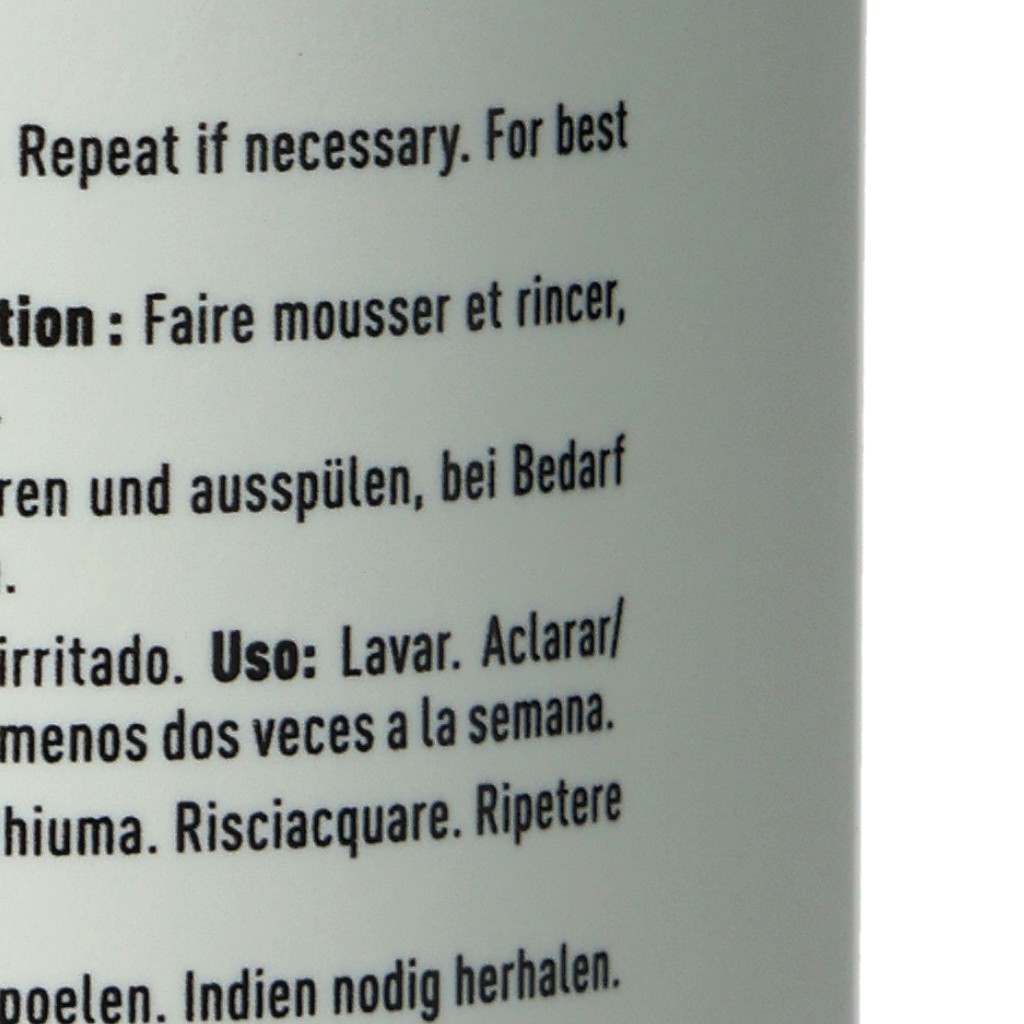 Repeat if necessary. For best
tion : Faire mousser et rincer,
ren und ausspülen, bei Bedarf
irritado. Uso: Lavar. Aclarar/
menos dos veces a la semana.
hiuma. Risciacquare. Ripetere
poelen. Indien nodig herhalen.